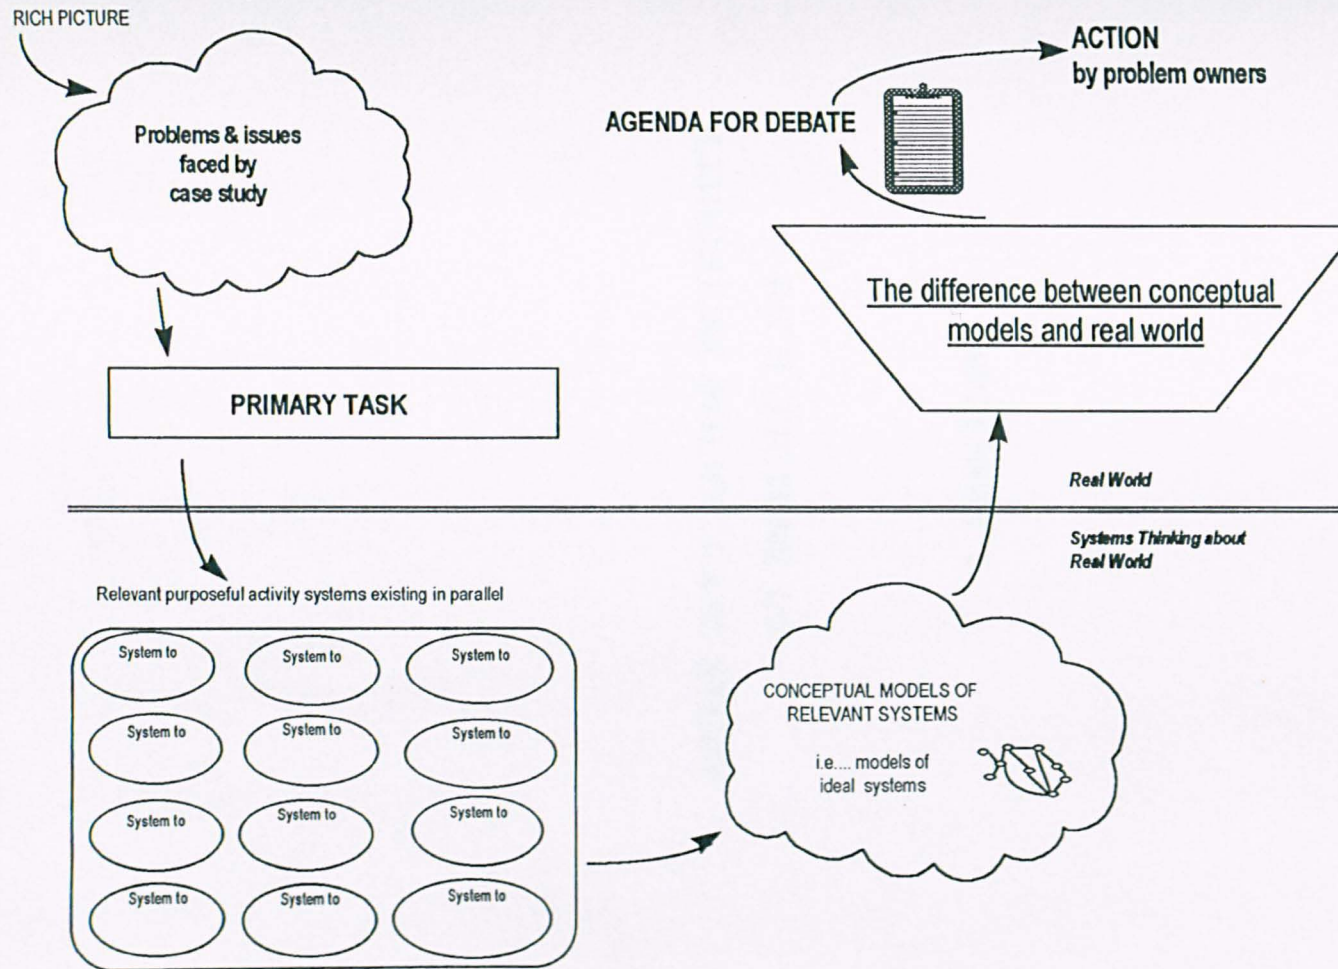 RICH PICTURE
Problems & issues
faced by
case study
PRIMARY TASK
Relevant purposeful activity systems existing in parallel
System to
System to
System to
System to
System to
System to
System to
System to
System to
System to
System to
System to
CONCEPTUAL MODELS OF
RELEVANT SYSTEMS
i.e.... models of
ideal systems
Systems Thinking about
Real World
Real World
The difference between conceptual
models and real world
AGENDA FOR DEBATE
ACTION
by problem owners